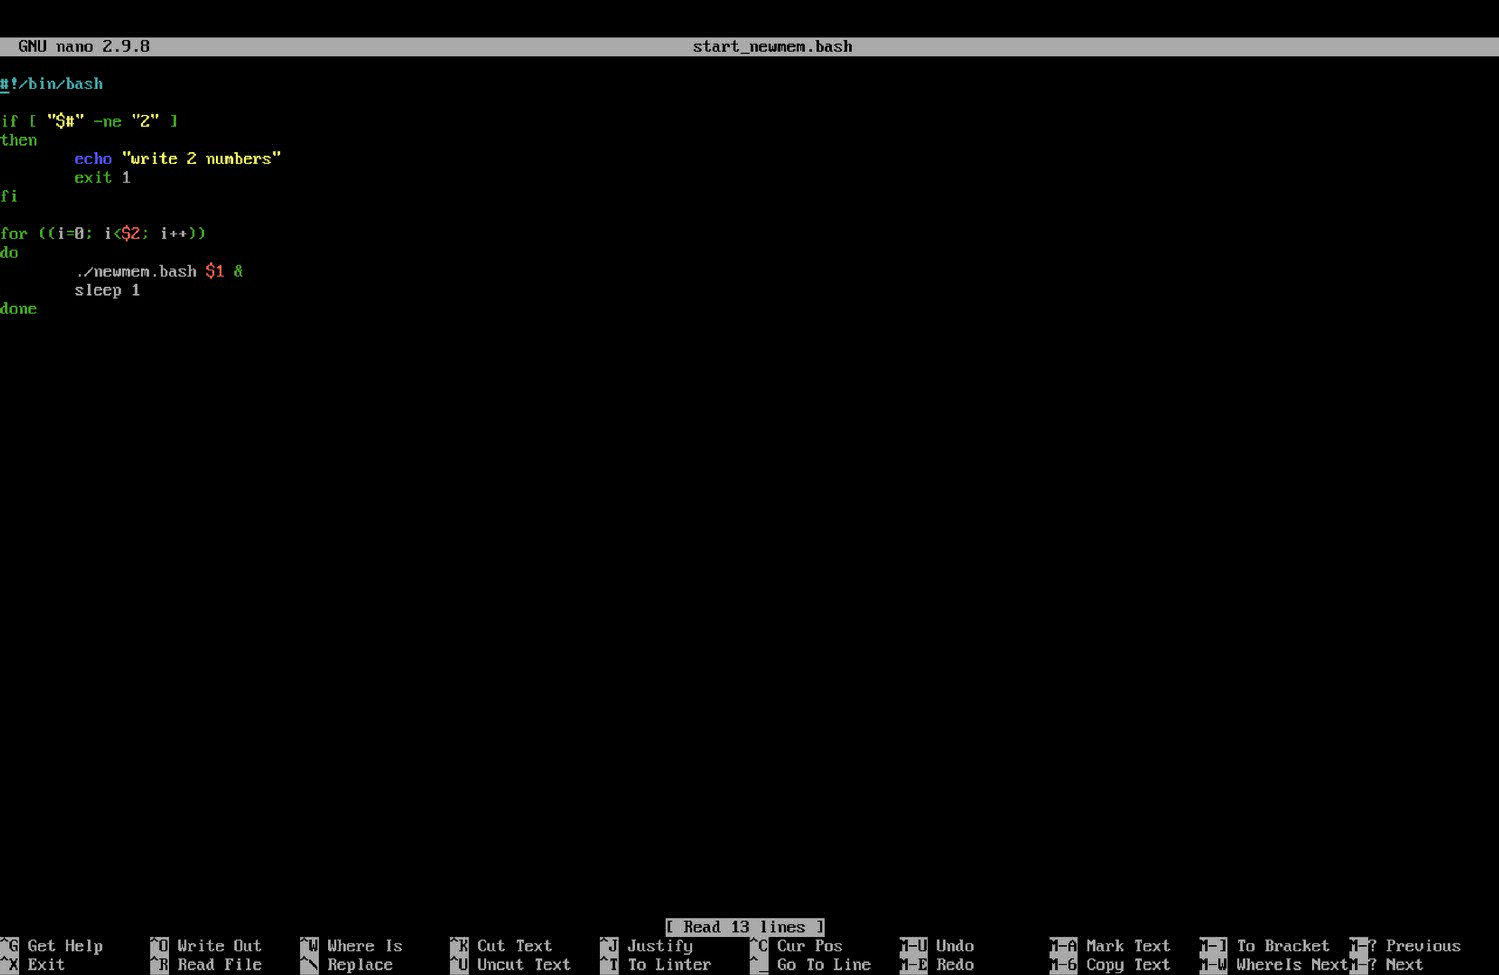 GNU nano 2.9.8 start_newmem.bash
#!/bin/bash
if [ "$#" -ne "2" ]
then
echo "write 2 numbers"
exit 1
fi
for ((i=0; i<$2; i++))
do
./newmem.bash $1 &
sleep 1
done
[ Read 13 lines ]
^G Get Help ^O Write Out ^W Where Is ^K Cut Text ^J Justify ^C Cur Pos M-U Undo M-A Mark Text M-] To Bracket M-? Previous
^X Exit ^R Read File ^\ Replace ^U Uncut Text ^T To Linter ^_ Go To Line M-E Redo M-6 Copy Text M-W WhereIs Next M-? Next